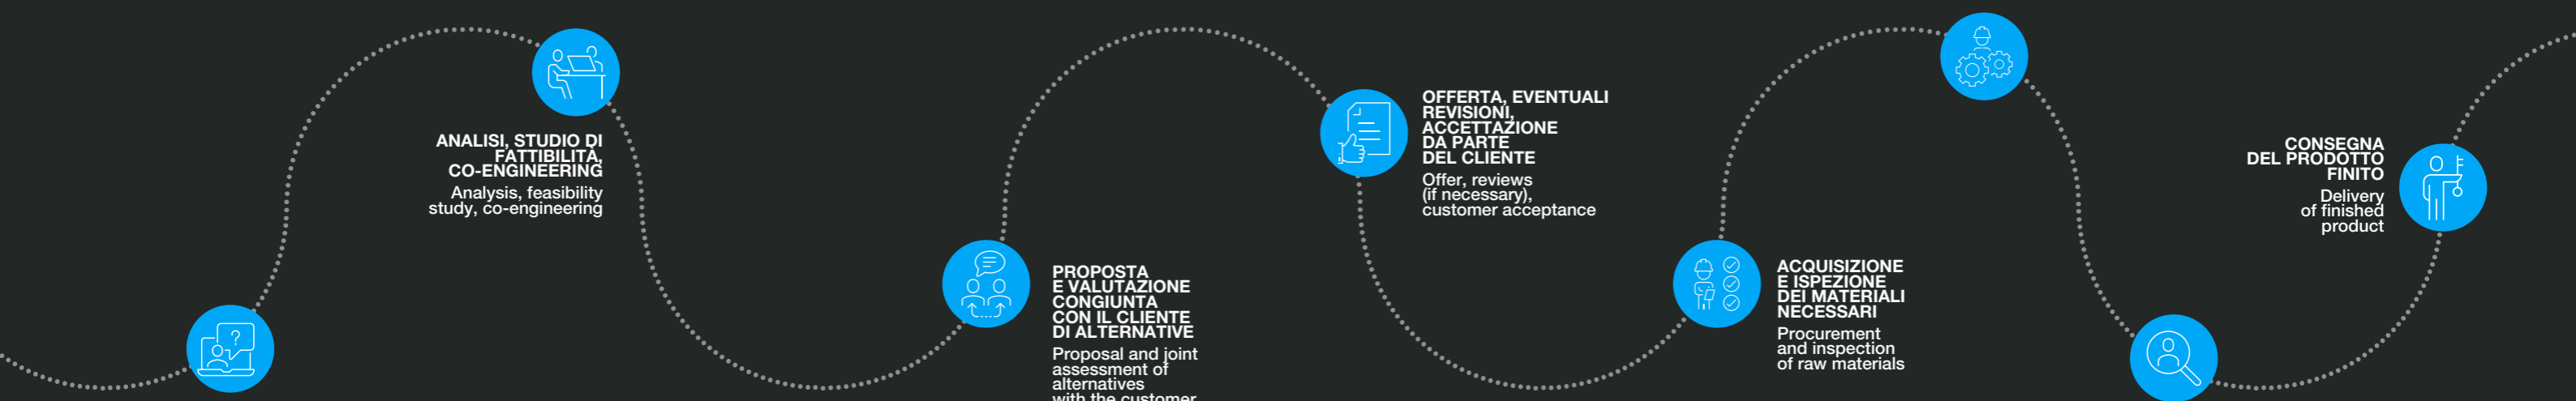 ANALISI, STUDIO DI
FATTIBILITÀ,
CO-ENGINEERING
Analysis, feasibility
study, co-engineering
PROPOSTA
E VALUTAZIONE
CONGIUNTA
CON IL CLIENTE
DI ALTERNATIVE
Proposal and joint
assessment of
alternatives
with the customer
OFFERTA, EVENTUALI
REVISIONI,
ACCETTAZIONE
DA PARTE
DEL CLIENTE
Offer, reviews
(if necessary),
customer acceptance
ACQUISIZIONE
E ISPEZIONE
DEI MATERIALI
NECESSARI
Procurement
and inspection
of raw materials
CONSEGNA
DEL PRODOTTO
FINITO
Delivery
of finished
product